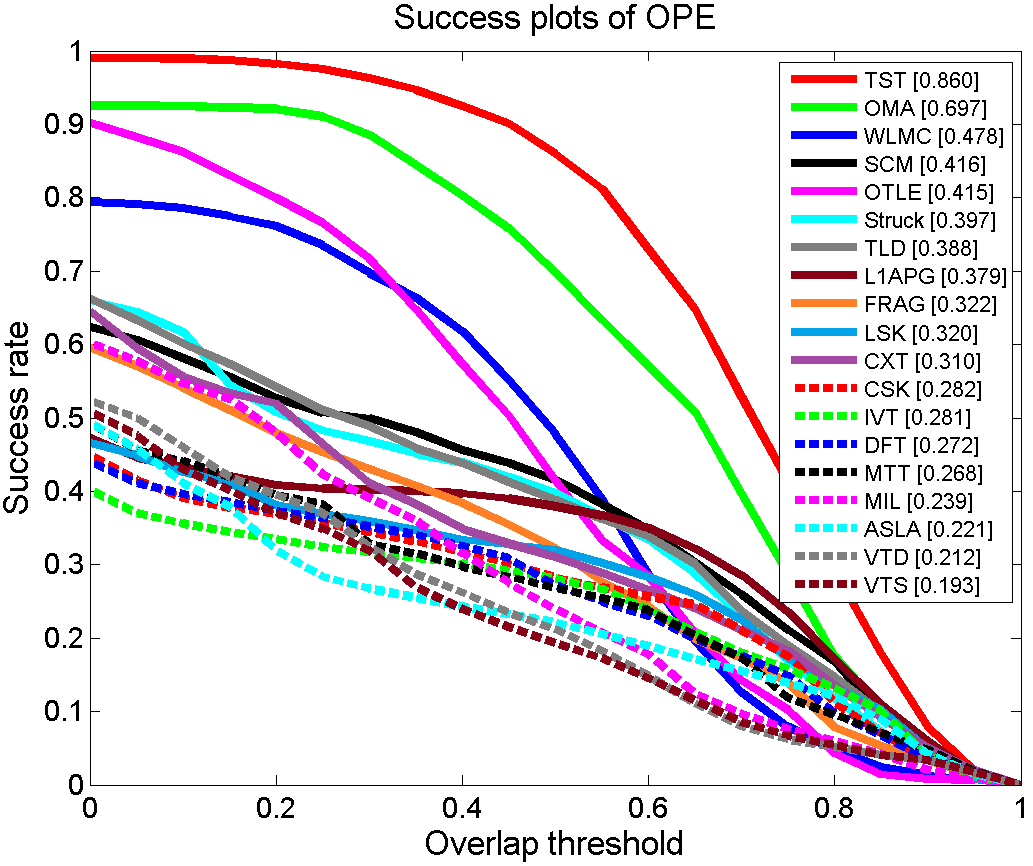 Success plots of OPE
Success rate
1
0.9
0.8
0.7
0.6
0.5
0.4
0.3
0.2
0.1
0
TST [0.860]
OMA [0.697]
WLMC [0.478]
SCM [0.416]
OTLE [0.415]
Struck [0.397]
TLD [0.388]
L1APG [0.379]
FRAG [0.322]
LSK [0.320]
CXT [0.310]
CSK [0.282]
IVT [0.281]
DFT [0.272]
MTT [0.268]
MIL [0.239]
ASLA [0.221]
VTD [0.212]
VTS [0.193]
0 0.2 0.4 0.6 0.8 1
Overlap threshold